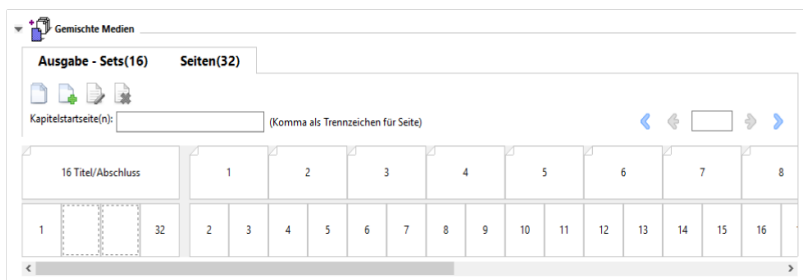 Gemischte Medien
Ausgabe - Sets(16) Seiten(32)
Kapitelstartseite(n): (Komma als Trennzeichen für Seite)
16 Titel/Abschluss 1 2 3 4 5 6 7 8
1 32 2 3 4 5 6 7 8 9 10 11 12 13 14 15 16